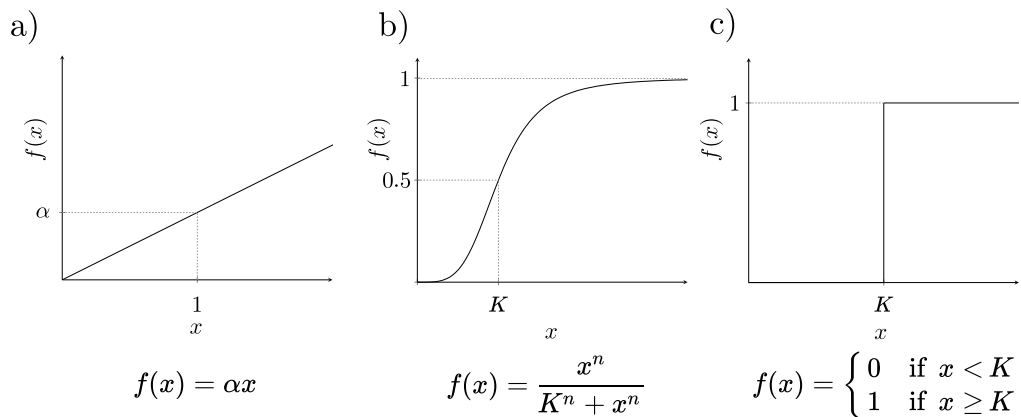 a)
f(x)
α
1
x
f(x) = αx
b)
f(x)
1
0.5
K
x
f(x) = x^n / (K^n + x^n)
c)
f(x)
1
K
x
f(x) = { 0 if x < K
1 if x ≥ K